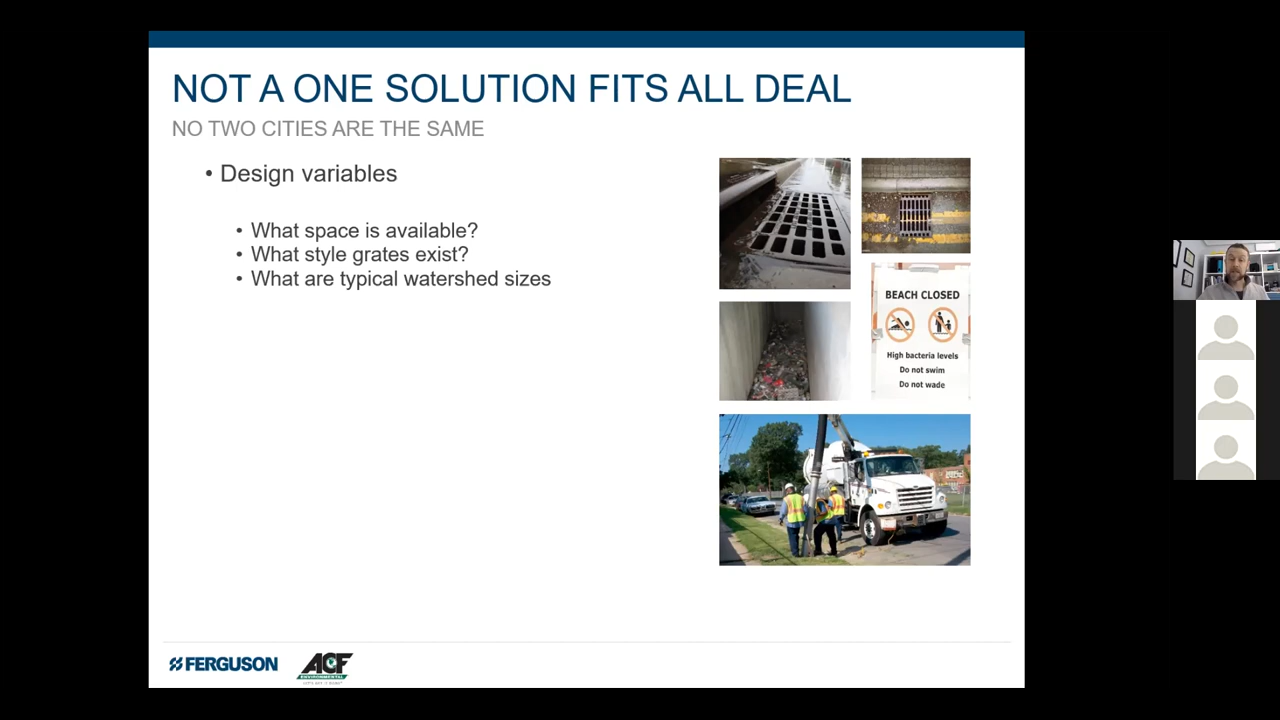 NOT A ONE SOLUTION FITS ALL DEAL
NO TWO CITIES ARE THE SAME
• Design variables
• What space is available?
• What style grates exist?
• What are typical watershed sizes
BEACH CLOSED
High bacteria levels
Do not swim
Do not wade
FERGUSON
ACF
ENVIRONMENTAL